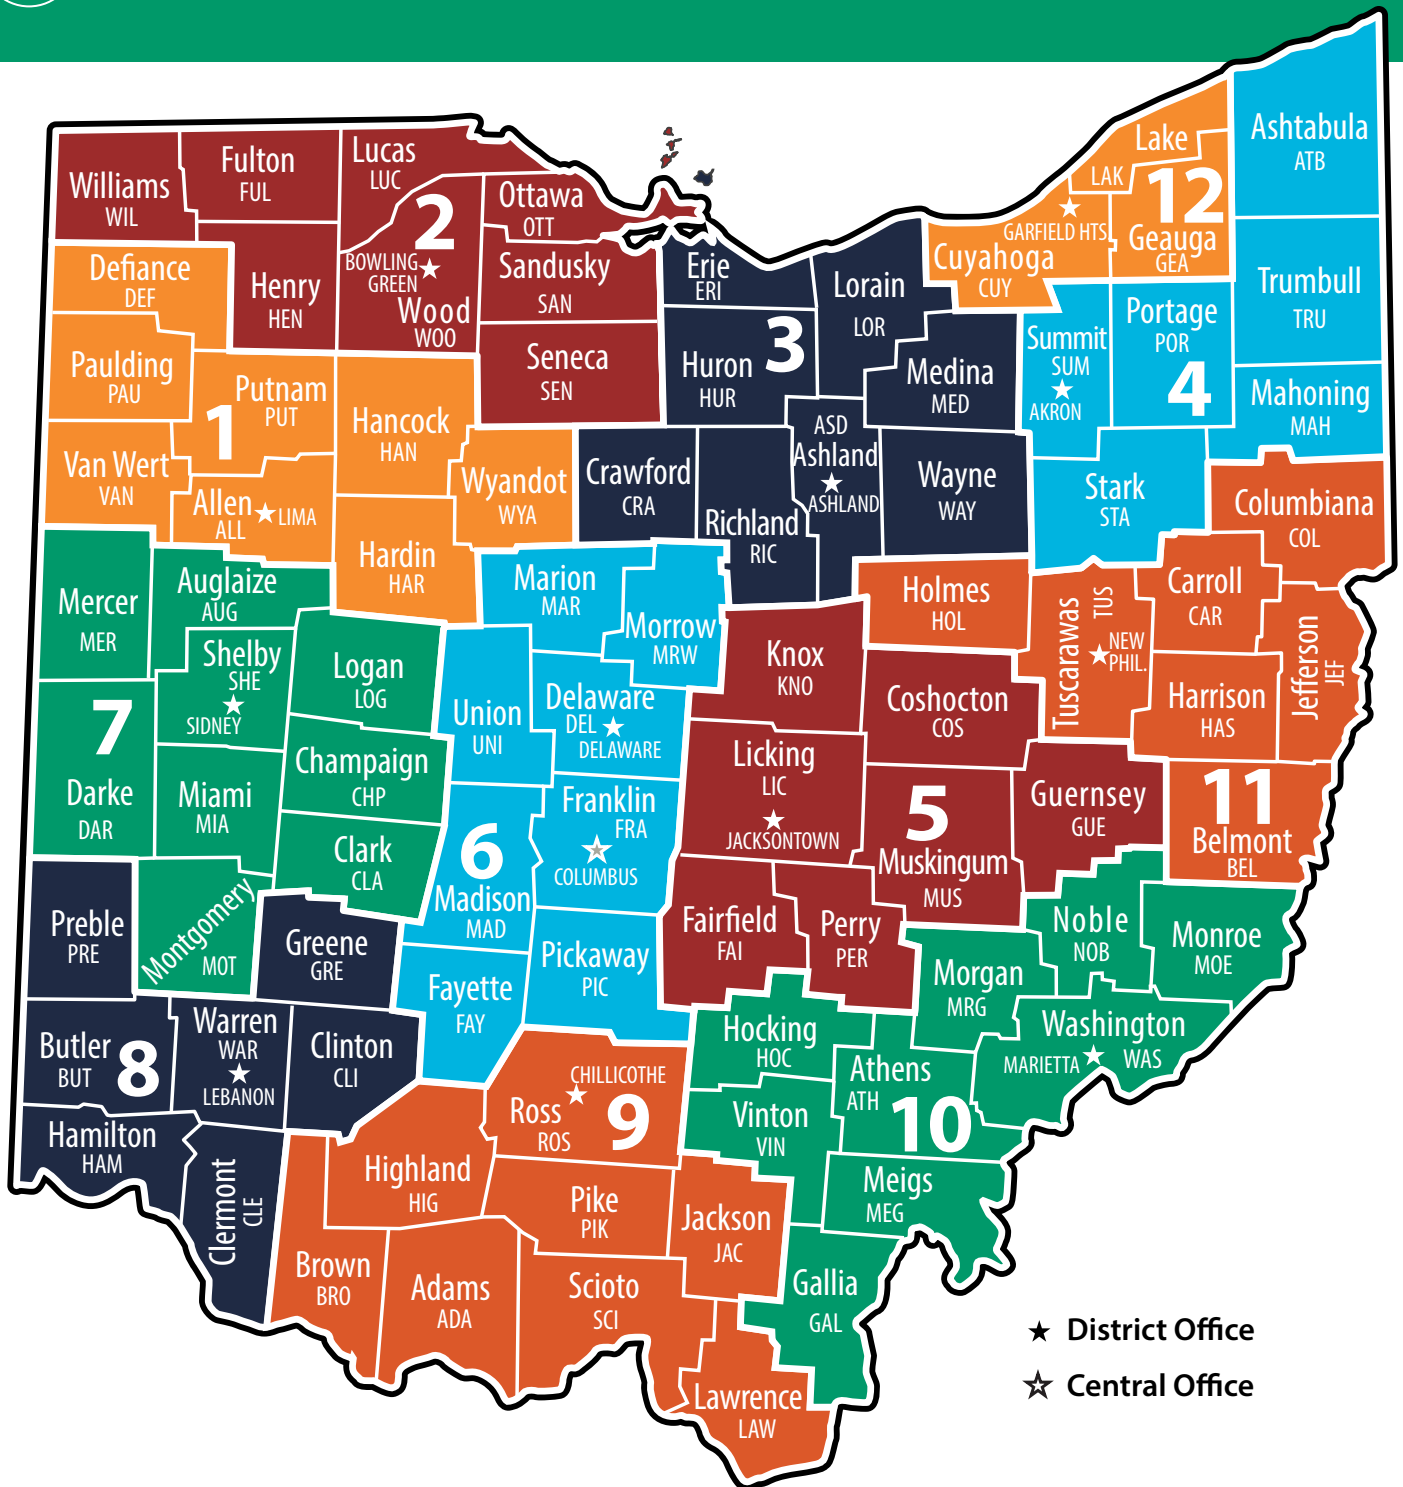 Ashtabula
ATB
Lake
LAK
12
GARFIELD HTS
Geauga
GEA
Cuyahoga
CUY
Williams
WIL
Fulton
FUL
Lucas
LUC
2
BOWLING
GREEN
Wood
WOO
Ottawa
OTT
Defiance
DEF
Henry
HEN
Sandusky
SAN
Erie
ERI
Lorain
LOR
Trumbull
TRU
Paulding
PAU
Putnam
PUT
1
Hancock
HAN
Seneca
SEN
Huron
HUR
3
Medina
MED
Summit
SUM
AKRON
Portage
POR
4
Mahoning
MAH
Van Wert
VAN
Allen
ALL
LIMA
Wyandot
WYA
Crawford
CRA
Richland
RIC
ASD
Ashland
ASHLAND
Wayne
WAY
Stark
STA
Columbiana
COL
Hardin
HAR
Mercer
MER
Auglaize
AUG
Shelby
SHE
SIDNEY
Logan
LOG
Marion
MAR
Morrow
MRW
Knox
KNO
Holmes
HOL
Tuscarawas
TUS
NEW
PHIL.
Carroll
CAR
Jefferson
JEF
Harrison
HAS
7
Darke
DAR
Miami
MIA
Champaign
CHP
Union
UNI
Delaware
DEL
DELAWARE
Coshocton
COS
Licking
LIC
JACKSONTOWN
Guernsey
GUE
11
Belmont
BEL
Clark
CLA
6
Madison
MAD
Franklin
FRA
COLUMBUS
5
Muskingum
MUS
Preble
PRE
Montgomery
MOT
Greene
GRE
Fayette
FAY
Pickaway
PIC
Fairfield
FAI
Perry
PER
Morgan
MRG
Noble
NOB
Monroe
MOE
Butler
BUT
8
Warren
WAR
LEBANON
Clinton
CLI
Hocking
HOC
Athens
ATH
10
Washington
MARIETTA
WAS
Ross
ROS
CHILLICOTHE
9
Vinton
VIN
Hamilton
HAM
Clermont
CLE
Highland
HIG
Pike
PIK
Jackson
JAC
Meigs
MEG
Brown
BRO
Adams
ADA
Scioto
SCI
Gallia
GAL
Lawrence
LAW
District Office
Central Office